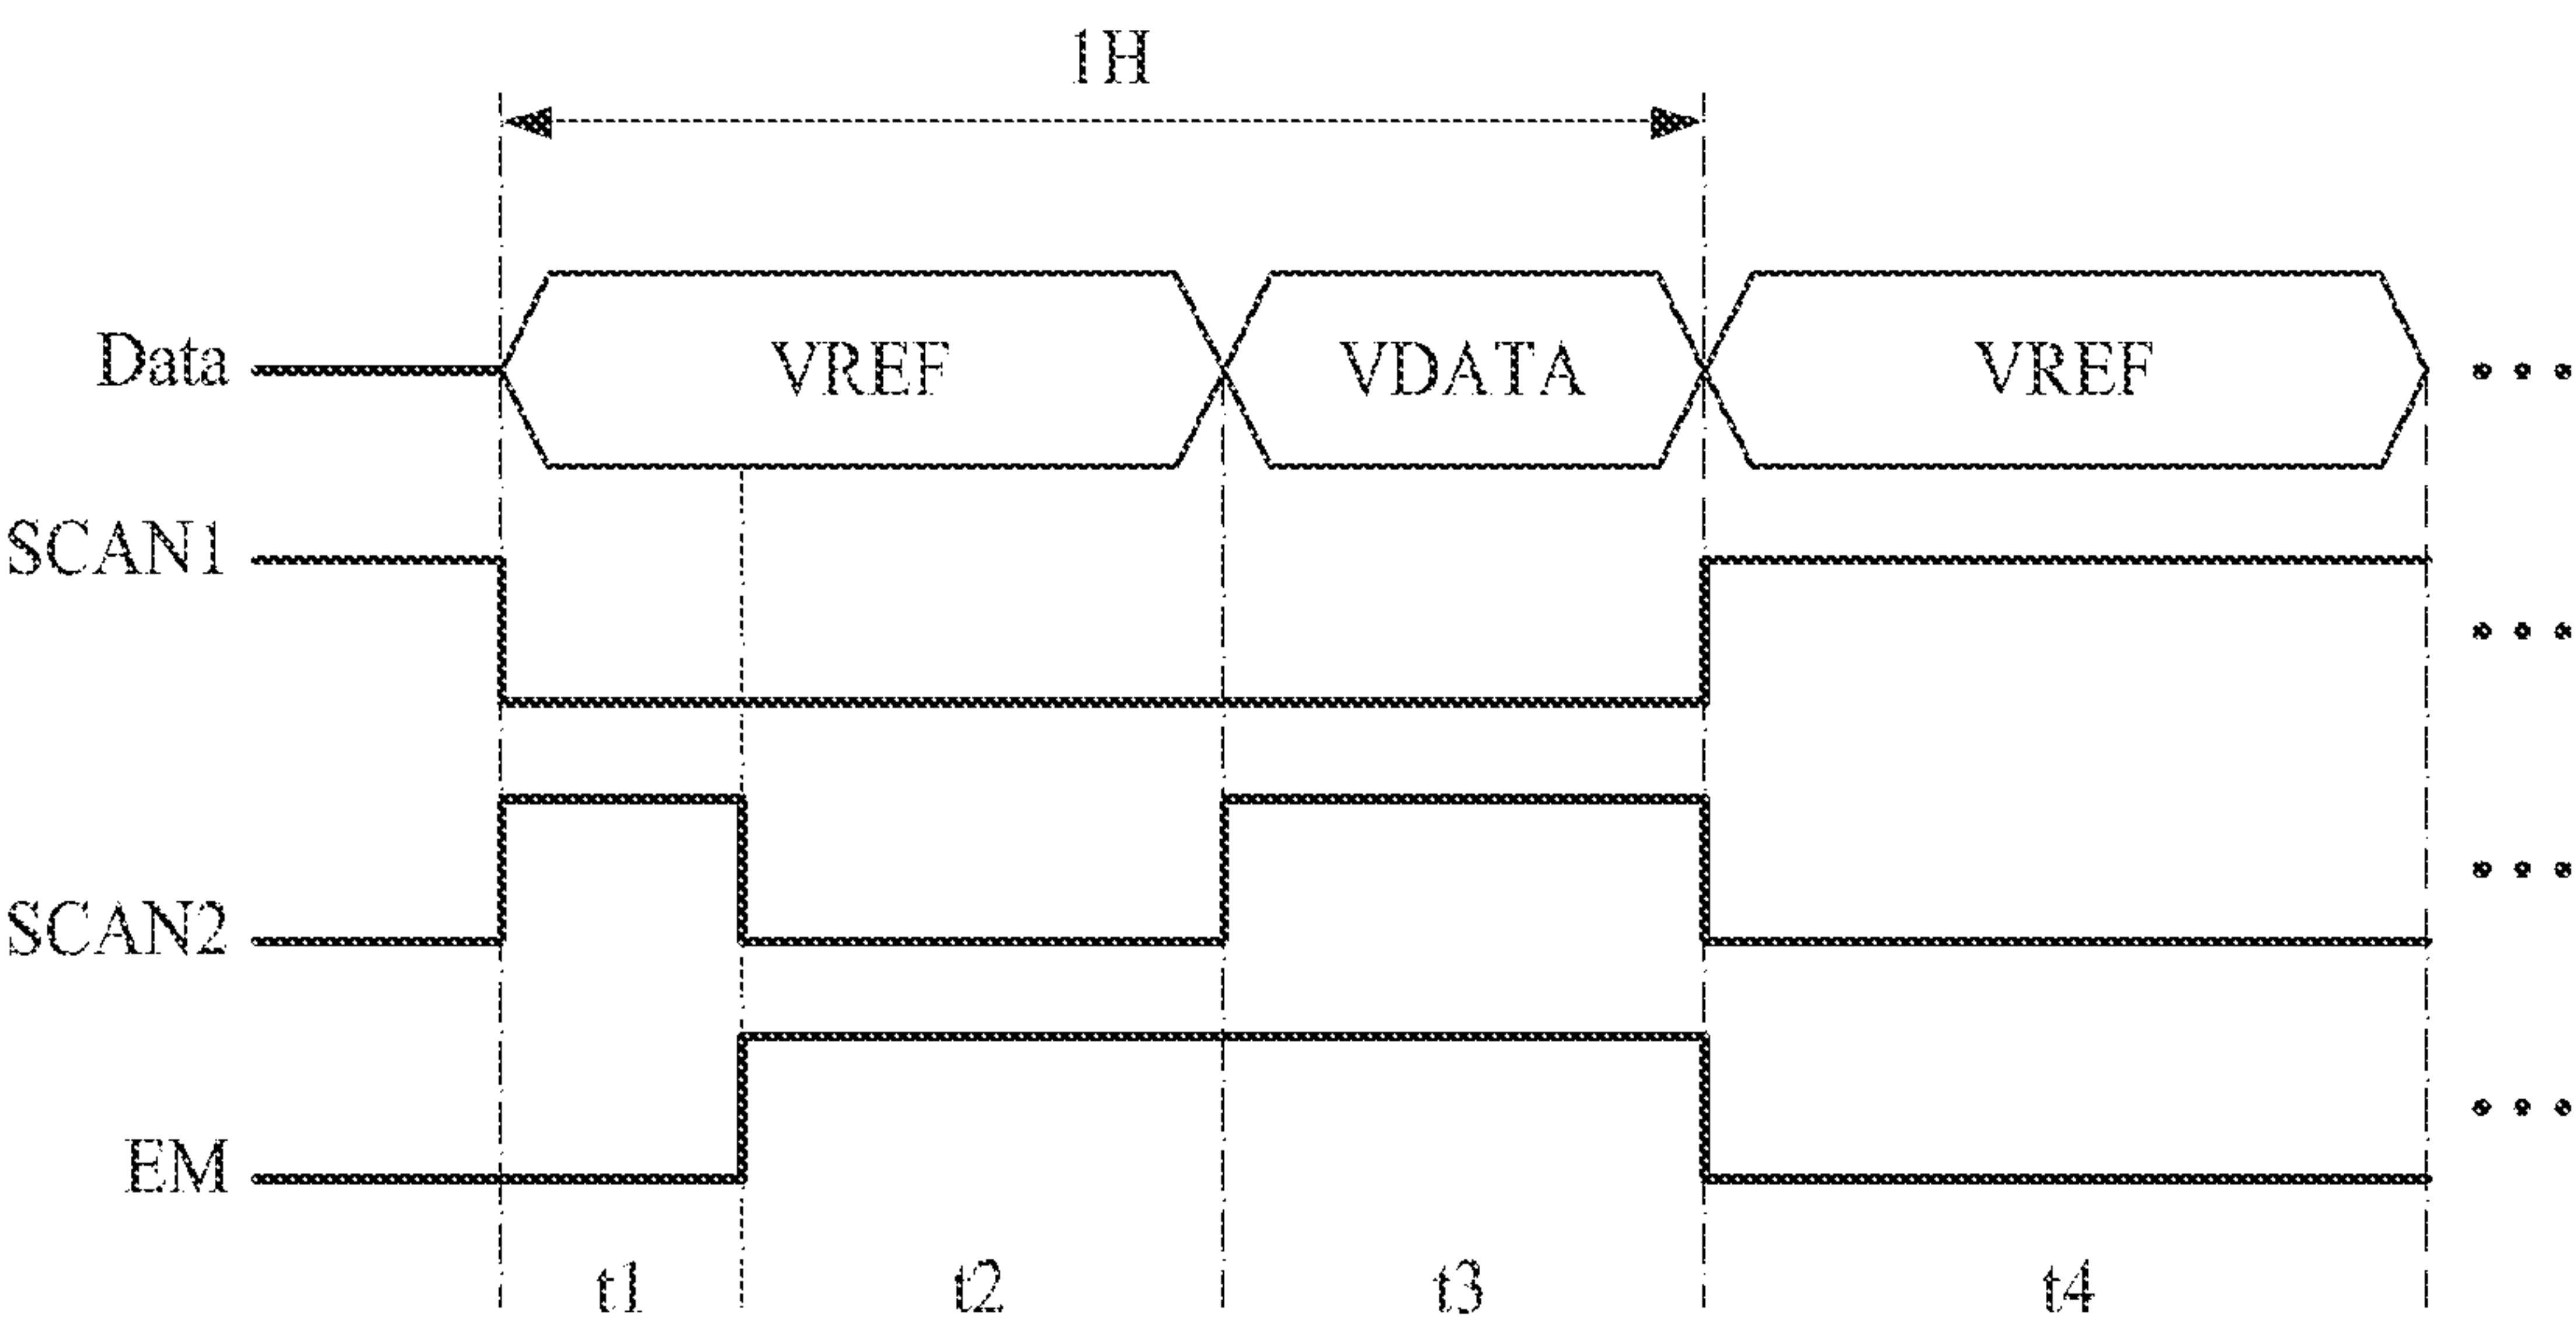 1H
Data VREF VDATA VREF
SCAN1
SCAN2
EM
t1 t2 t3 t4